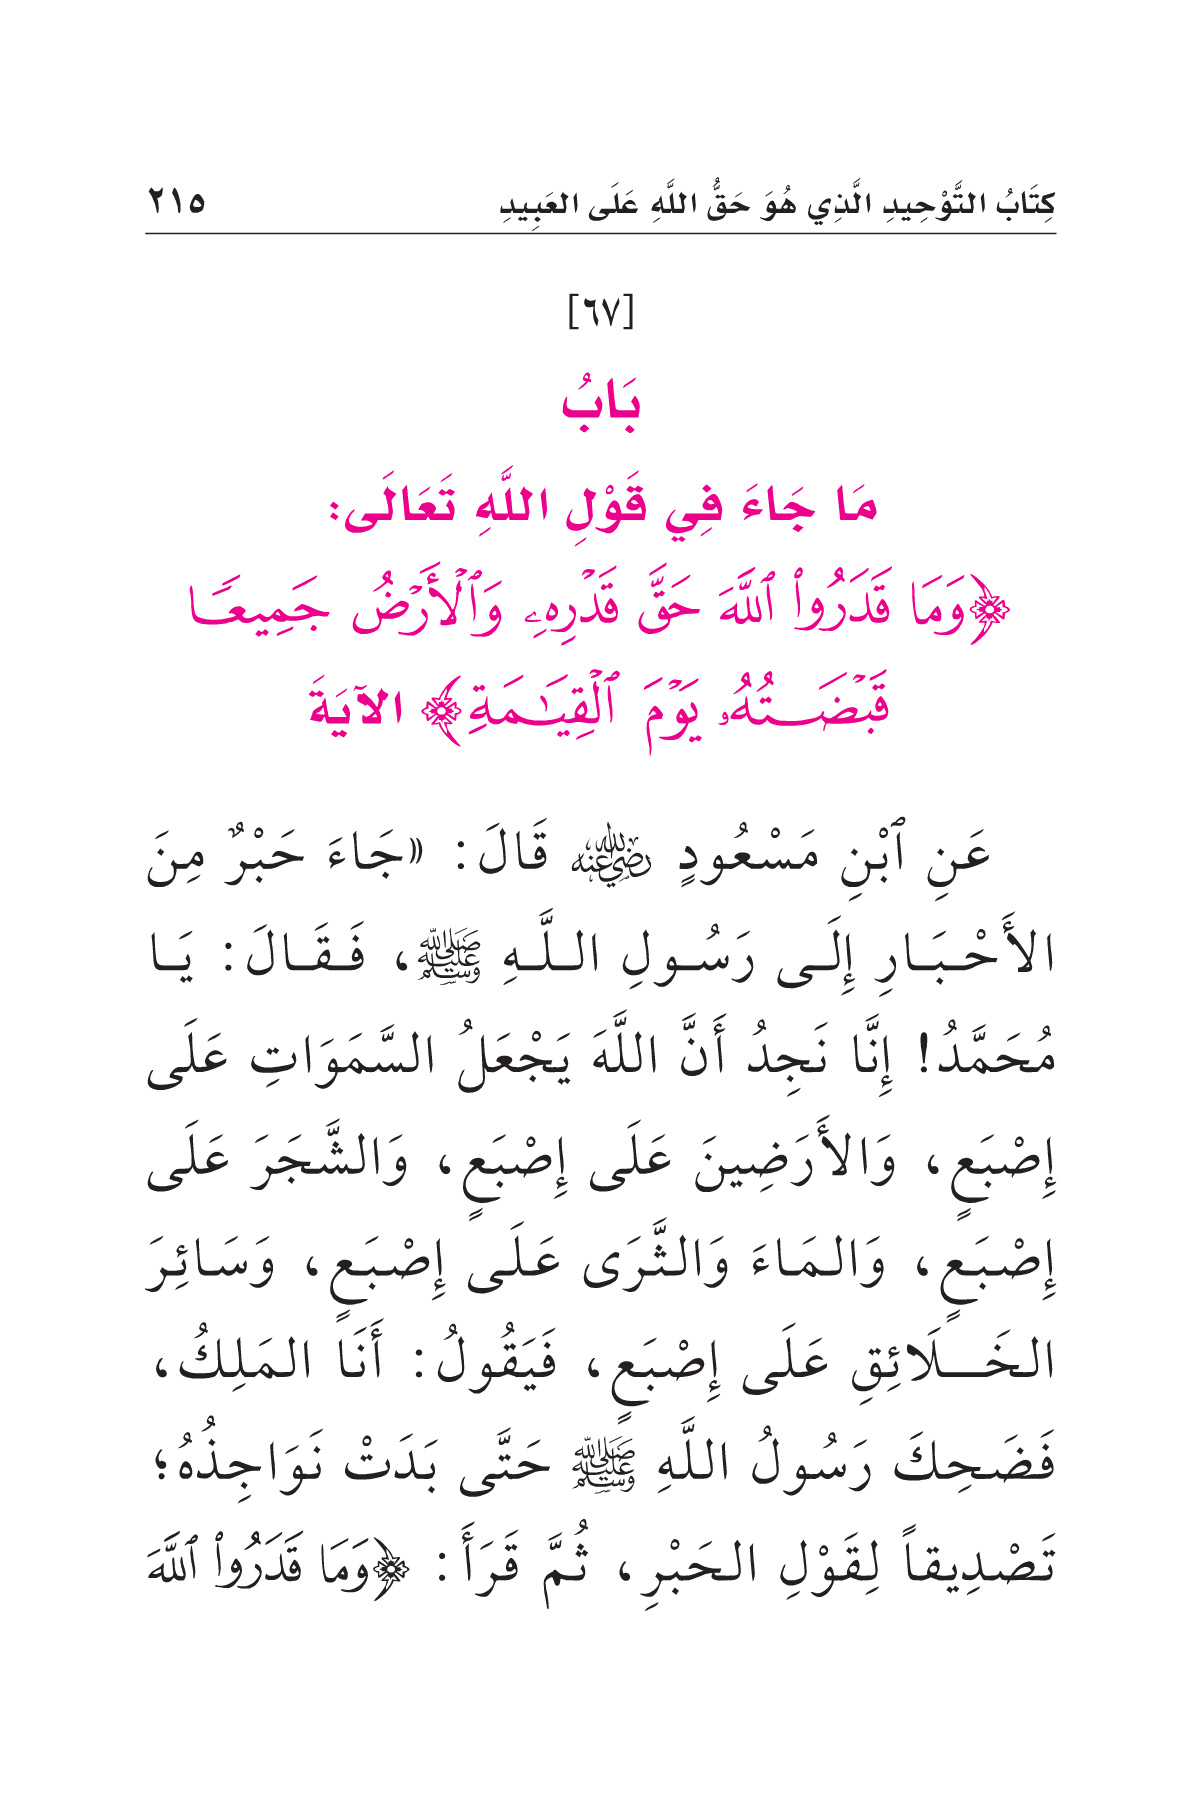 كِتَابُ التَّوْحِيدِ الَّذِي هُوَ حَقُّ اللَّهِ عَلَى العَبِيدِ ٢١٥
[٦٧]
بَابُ
مَا جَاءَ فِي قَوْلِ اللَّهِ تَعَالَى:
﴿وَمَا قَدَرُواْ ٱللَّهَ حَقَّ قَدۡرِهِۦ وَٱلۡأَرۡضُ جَمِيعٗا
قَبۡضَتُهُۥ يَوۡمَ ٱلۡقِيَٰمَةِ﴾ الآيَةَ
عَنِ ٱبْنِ مَسْعُودٍ رضي الله عنه قَالَ: «جَاءَ حَبْرٌ مِنَ
الأَحْبَارِ إِلَى رَسُولِ اللَّهِ ﷺ، فَقَالَ: يَا
مُحَمَّدُ! إِنَّا نَجِدُ أَنَّ اللَّهَ يَجْعَلُ السَّمَوَاتِ عَلَى
إِصْبَعٍ، وَالأَرَضِينَ عَلَى إِصْبَعٍ، وَالشَّجَرَ عَلَى
إِصْبَعٍ، وَالمَاءَ وَالثَّرَى عَلَى إِصْبَعٍ، وَسَائِرَ
الخَلَائِقِ عَلَى إِصْبَعٍ، فَيَقُولُ: أَنَا المَلِكُ،
فَضَحِكَ رَسُولُ اللَّهِ ﷺ حَتَّى بَدَتْ نَوَاجِذُهُ؛
تَصْدِيقاً لِقَوْلِ الحَبْرِ، ثُمَّ قَرَأَ: ﴿وَمَا قَدَرُواْ ٱللَّهَ